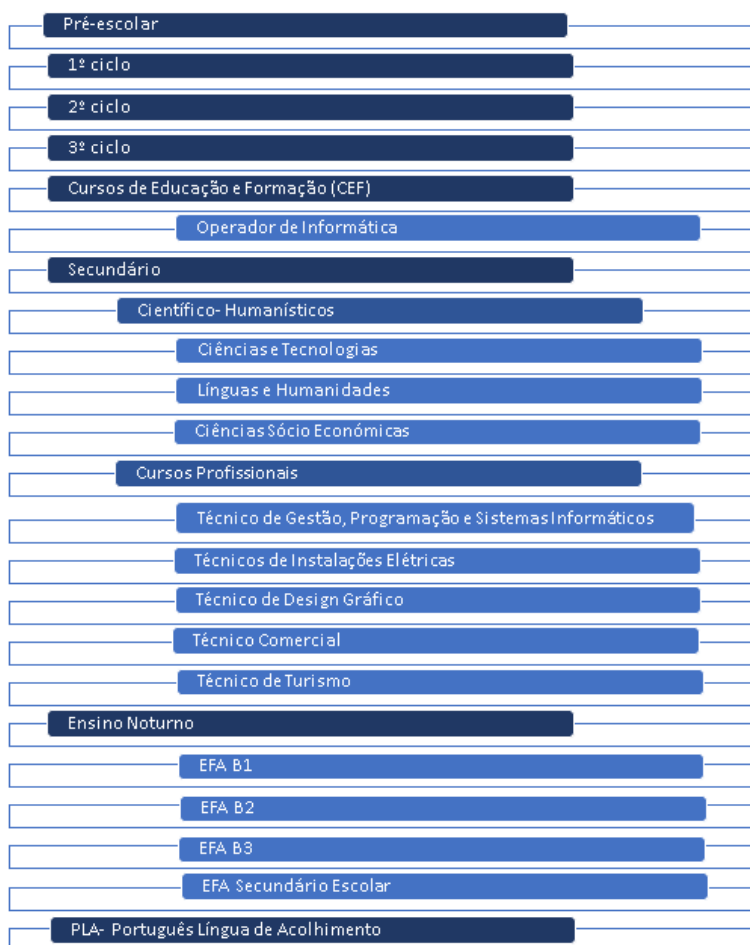 Pré-escolar
1º ciclo
2º ciclo
3º ciclo
Cursos de Educação e Formação (CEF)
Operador de Informática
Secundário
Científico- Humanísticos
Ciências e Tecnologias
Línguas e Humanidades
Ciências Sócio Económicas
Cursos Profissionais
Técnico de Gestão, Programação e Sistemas Informáticos
Técnicos de Instalações Elétricas
Técnico de Design Gráfico
Técnico Comercial
Técnico de Turismo
Ensino Noturno
EFA B1
EFA B2
EFA B3
EFA Secundário Escolar
PLA- Português Língua de Acolhimento